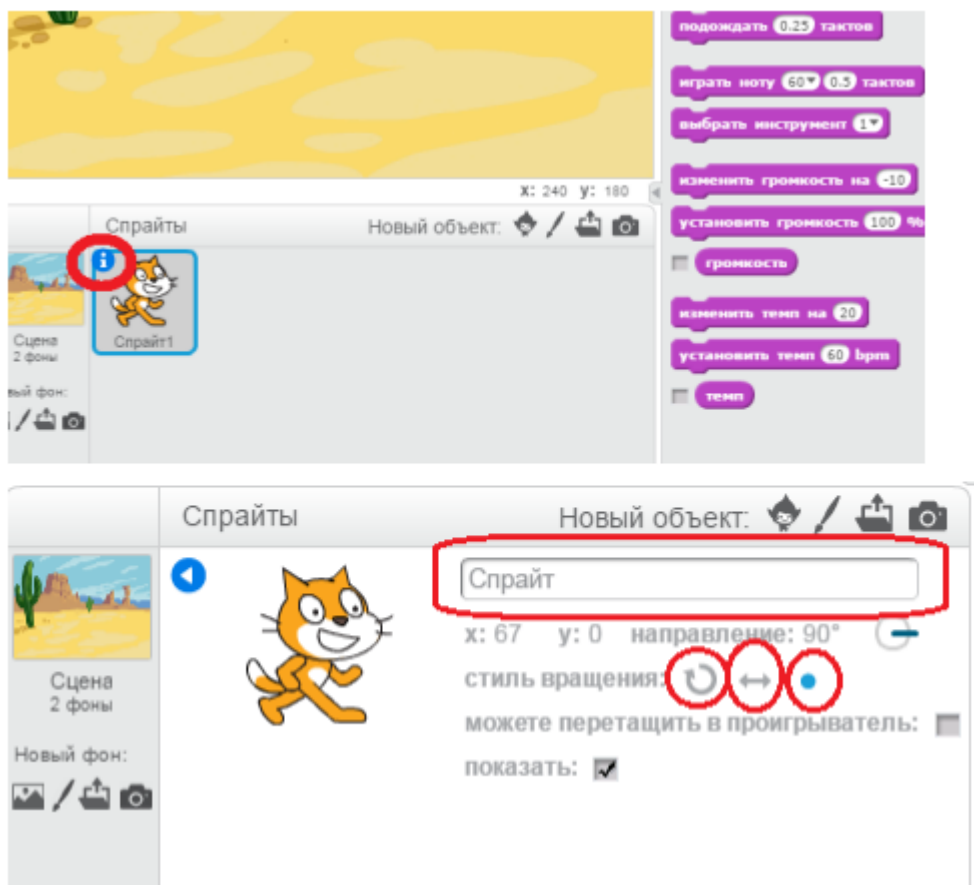 подождать 0.25 тактов
играть ноту 60 0.5 тактов
выбрать инструмент 1
изменить громкость на -10
установить громкость 100 %
громкость
изменить темп на 20
установить темп 60 bpm
темп
x: 240 y: 180
Спрайты Новый объект:
i
Спрайт1
Сцена
2 фоны
вый фон:
Спрайты Новый объект:
Спрайт
x: 67 y: 0 направление: 90°
стиль вращения:
можете перетащить в проигрыватель:
показать:
Сцена
2 фоны
Новый фон: